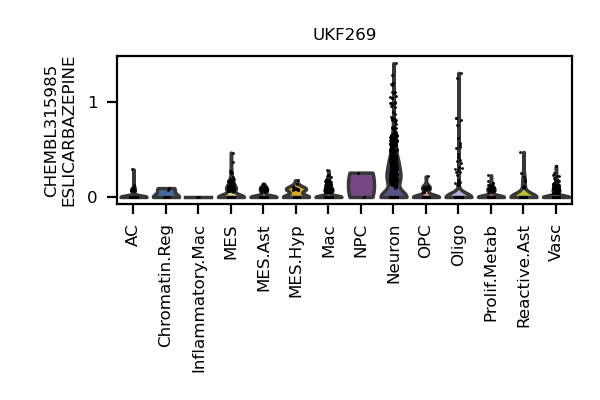 UKF269
CHEMBL315985
ESLICARBAZEPINE
1
0
AC
Chromatin.Reg
Inflammatory.Mac
MES
MES.Ast
MES.Hyp
Mac
NPC
Neuron
OPC
Oligo
Prolif.Metab
Reactive.Ast
Vasc